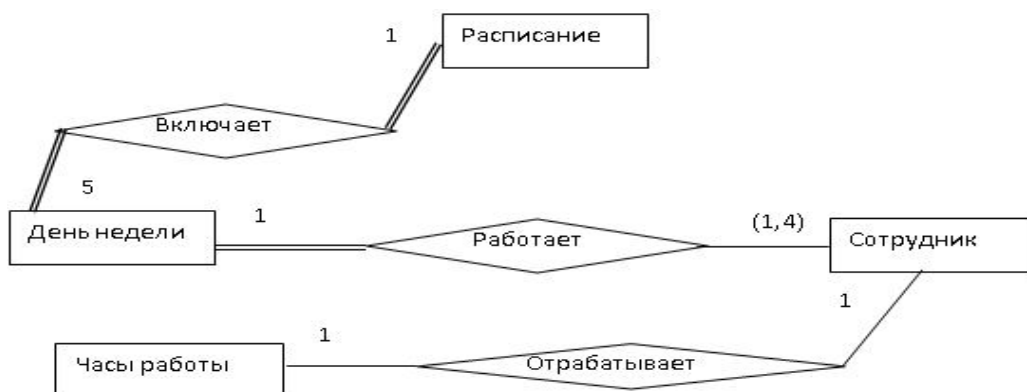 1
Расписание
Включает
5
День недели
1
Работает
(1,4)
Сотрудник
1
1
Часы работы
Отрабатывает